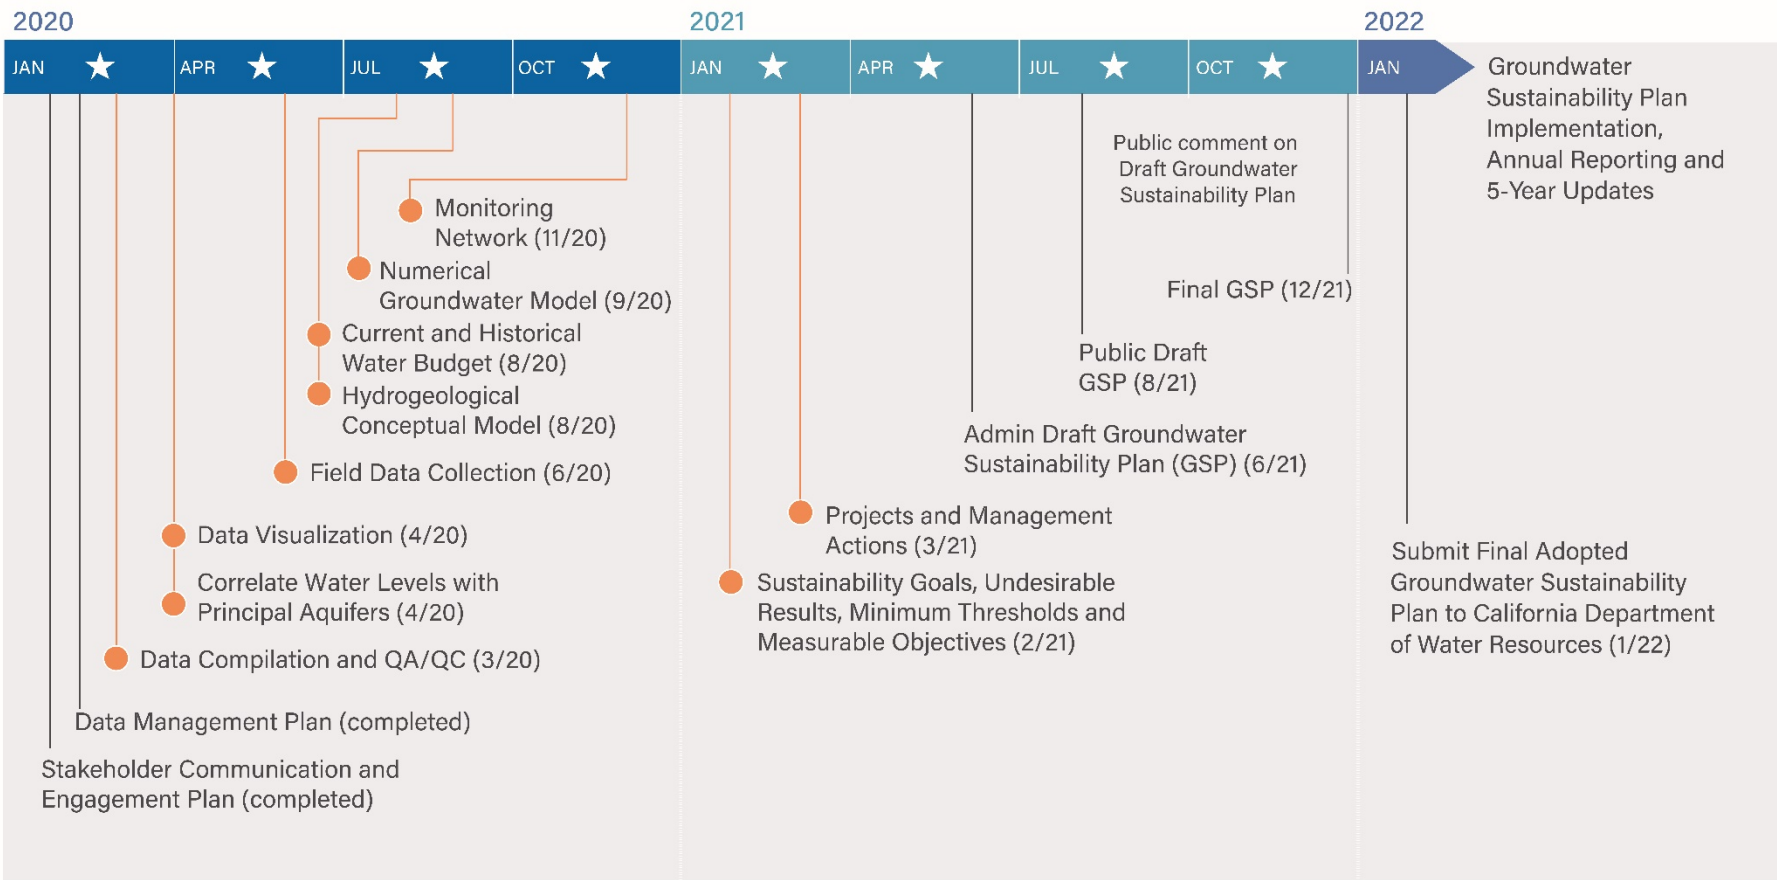 2020
2021
2022
JAN
APR
JUL
OCT
JAN
APR
JUL
OCT
JAN
Groundwater
Sustainability Plan
Implementation,
Annual Reporting and
5-Year Updates
Public comment on
Draft Groundwater
Sustainability Plan
Monitoring
Network (11/20)
Numerical
Groundwater Model (9/20)
Current and Historical
Water Budget (8/20)
Hydrogeological
Conceptual Model (8/20)
Field Data Collection (6/20)
Data Visualization (4/20)
Correlate Water Levels with
Principal Aquifers (4/20)
Data Compilation and QA/QC (3/20)
Data Management Plan (completed)
Stakeholder Communication and
Engagement Plan (completed)
Final GSP (12/21)
Public Draft
GSP (8/21)
Admin Draft Groundwater
Sustainability Plan (GSP) (6/21)
Projects and Management
Actions (3/21)
Sustainability Goals, Undesirable
Results, Minimum Thresholds and
Measurable Objectives (2/21)
Submit Final Adopted
Groundwater Sustainability
Plan to California Department
of Water Resources (1/22)